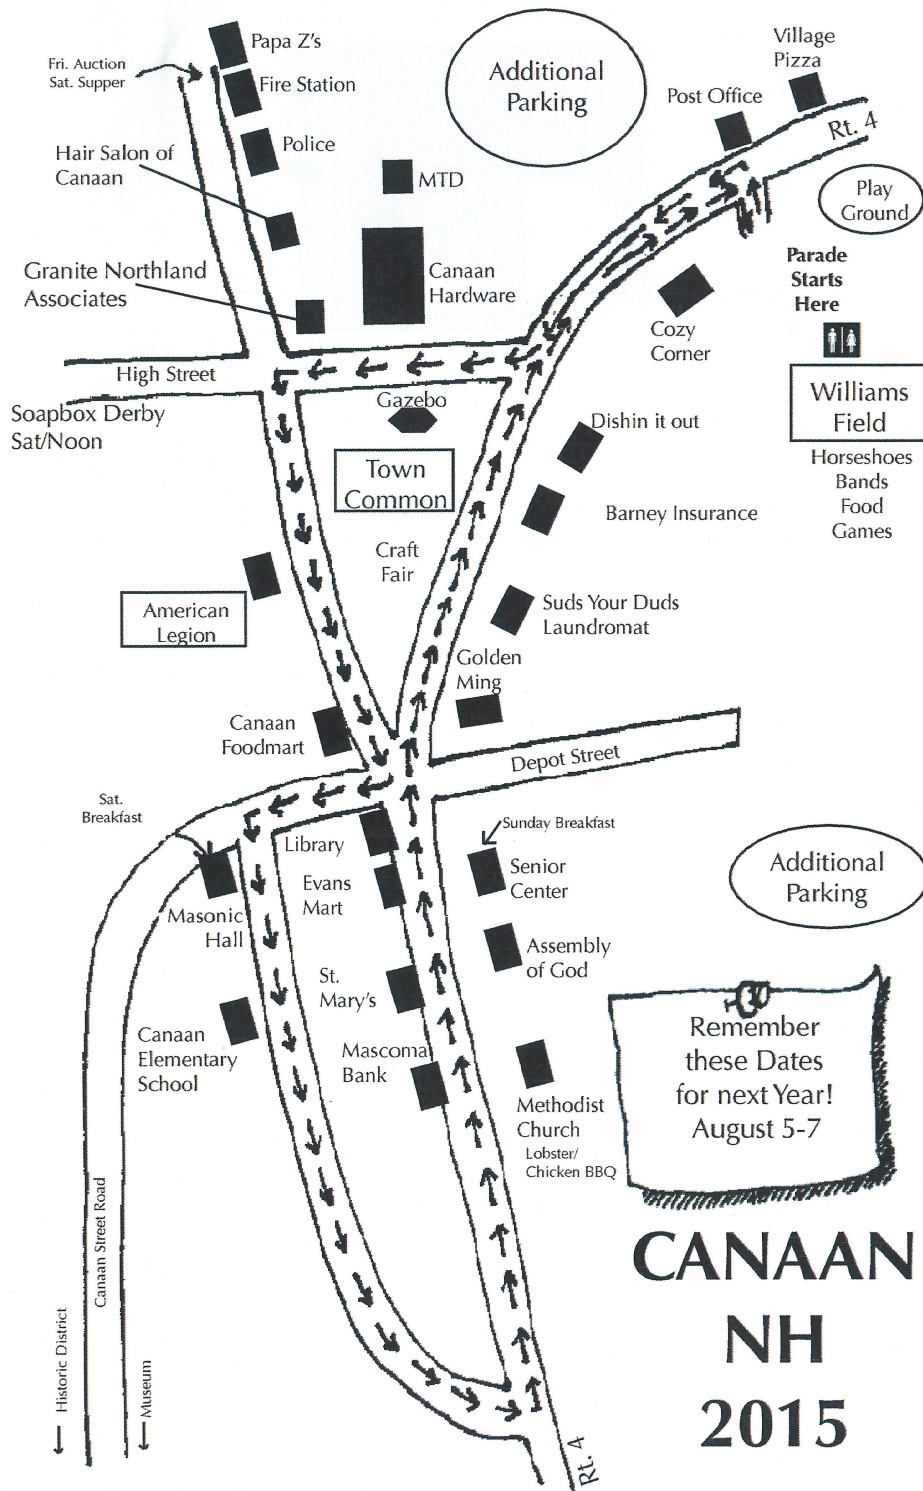 Papa Z's
Fri. Auction
Sat. Supper
Fire Station
Police
Hair Salon of
Canaan
MTD
Granite Northland
Associates
Canaan
Hardware
Additional
Parking
Village
Pizza
Post Office
Rt. 4
Play
Ground
Parade
Starts
Here
Cozy
Corner
Williams
Field
Horseshoes
Bands
Food
Games
High Street
Soapbox Derby
Sat/Noon
Gazebo
Town
Common
Craft
Fair
Dishin it out
Barney Insurance
Suds Your Duds
Laundromat
American
Legion
Golden
Ming
Canaan
Foodmart
Depot Street
Sat.
Breakfast
Library
Sunday Breakfast
Senior
Center
Evans
Mart
Masonic
Hall
Assembly
of God
Additional
Parking
St.
Mary's
Canaan
Elementary
School
Mascoma
Bank
Methodist
Church
Lobster/
Chicken BBQ
Remember
these Dates
for next Year!
August 5-7
Canaan Street Road
Historic District
Museum
Rt. 4
CANAAN
NH
2015